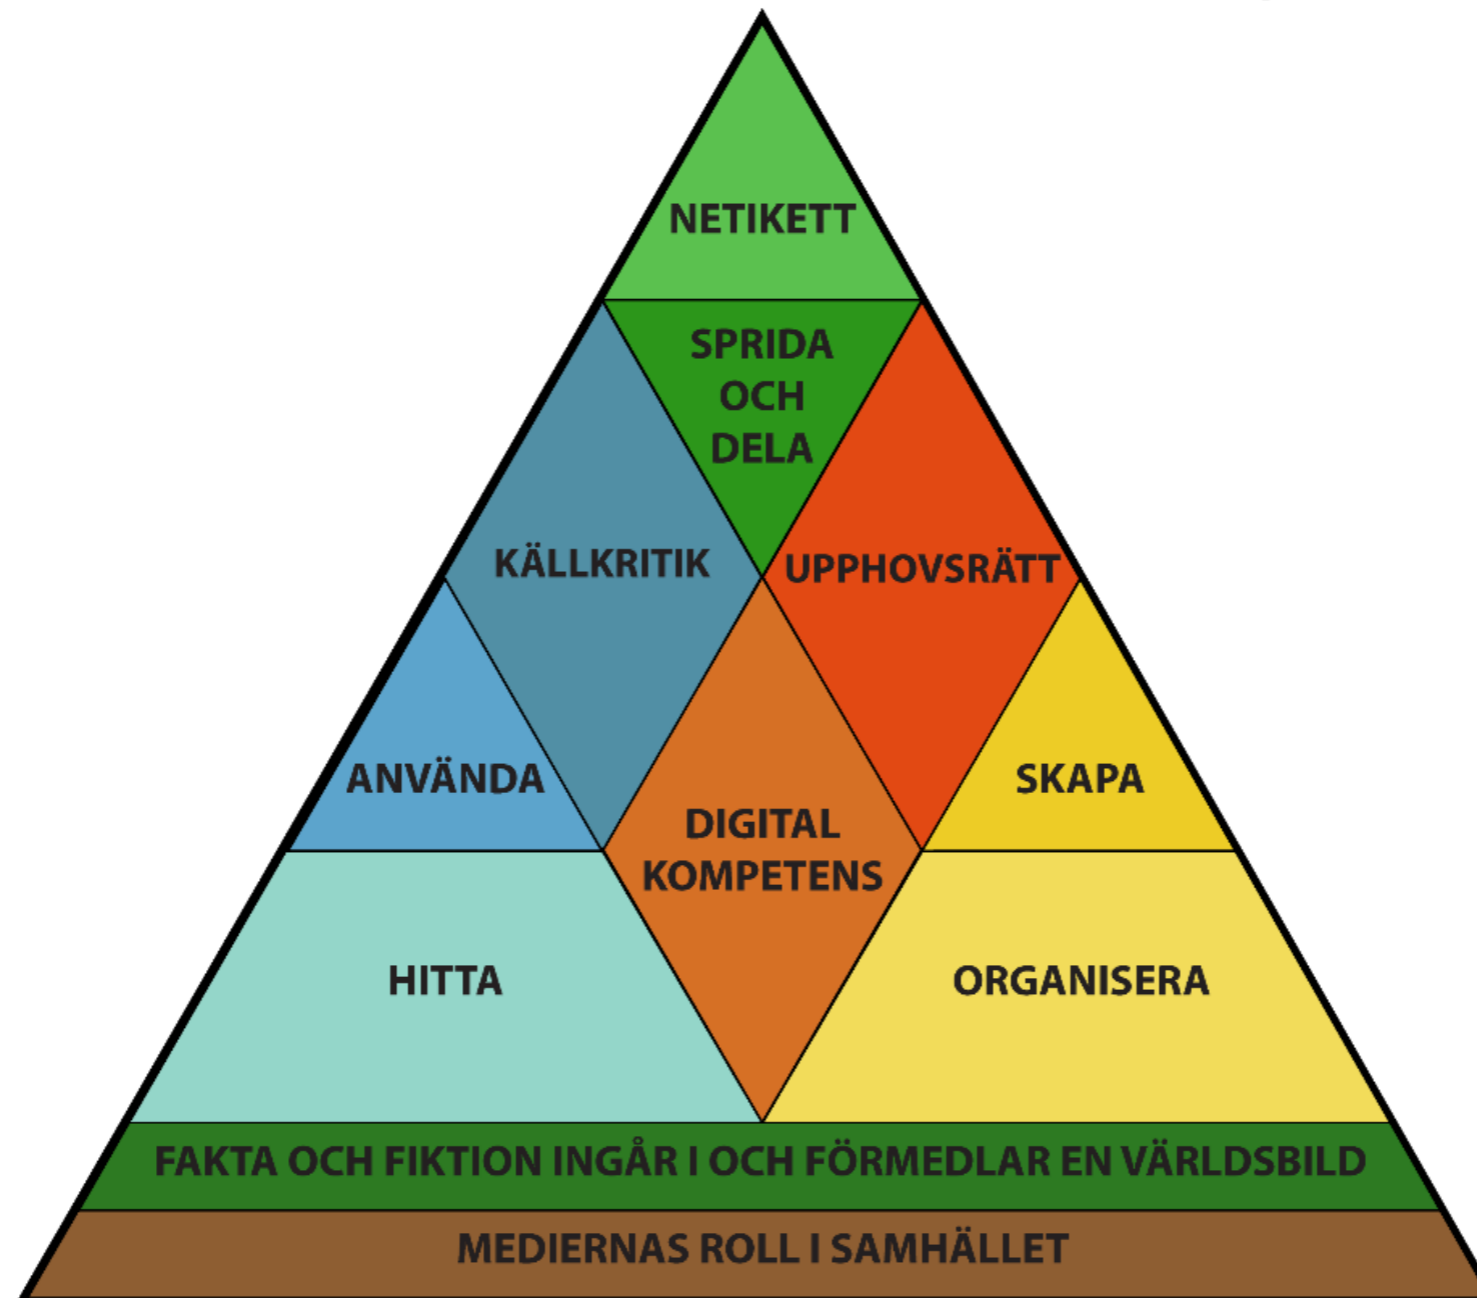 NETIKETT
SPRIDA
OCH
DELA
KÄLLKRITIK
UPPHOVSRÄTT
ANVÄNDA
SKAPA
DIGITAL
KOMPETENS
HITTA
ORGANISERA
FAKTA OCH FIKTION INGÅR I OCH FÖRMEDLAR EN VÄRLDSBILD
MEDIERNAS ROLL I SAMHÄLLET